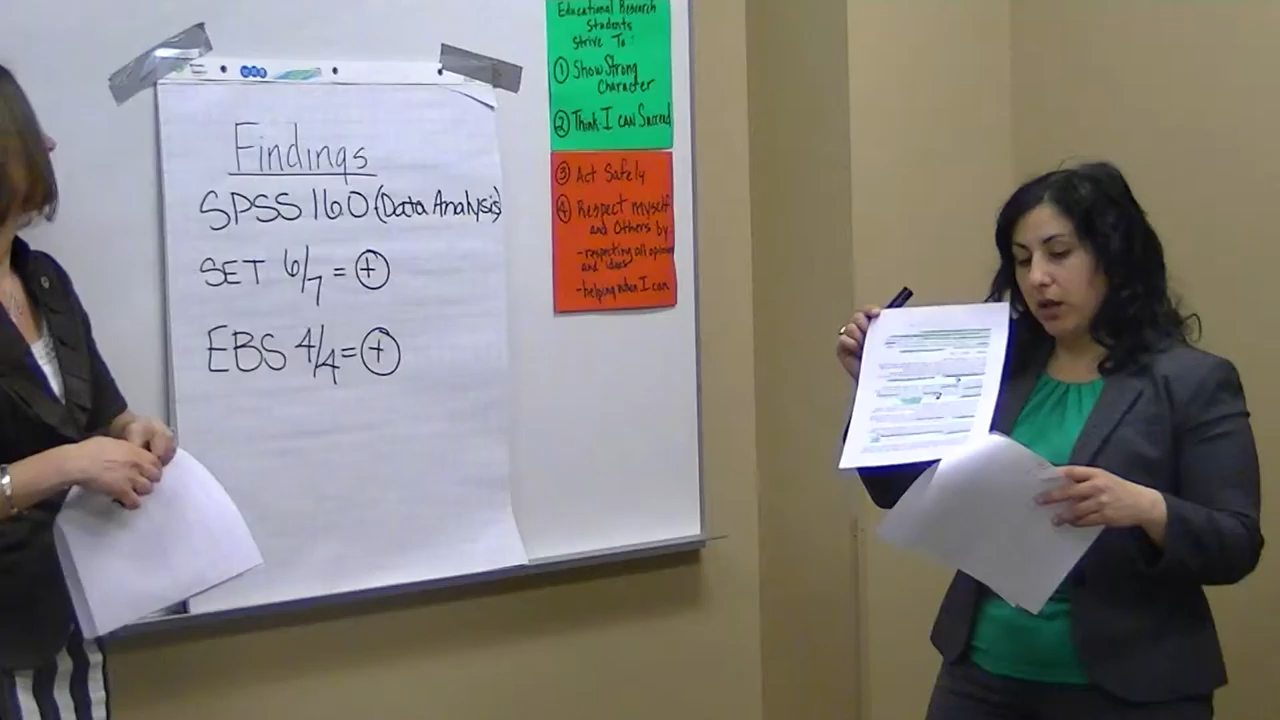 Findings
SPSS 160 (Data Analysis)
SET 6/7 = +
EBS 4/4 = +
Educational Research
Students
Strive To:
① Show Strong
Character
② Think I CAN Succeed
③ Act Safely
④ Respect myself
and Others by:
-respecting all opinions
and ideas
-helping when I can